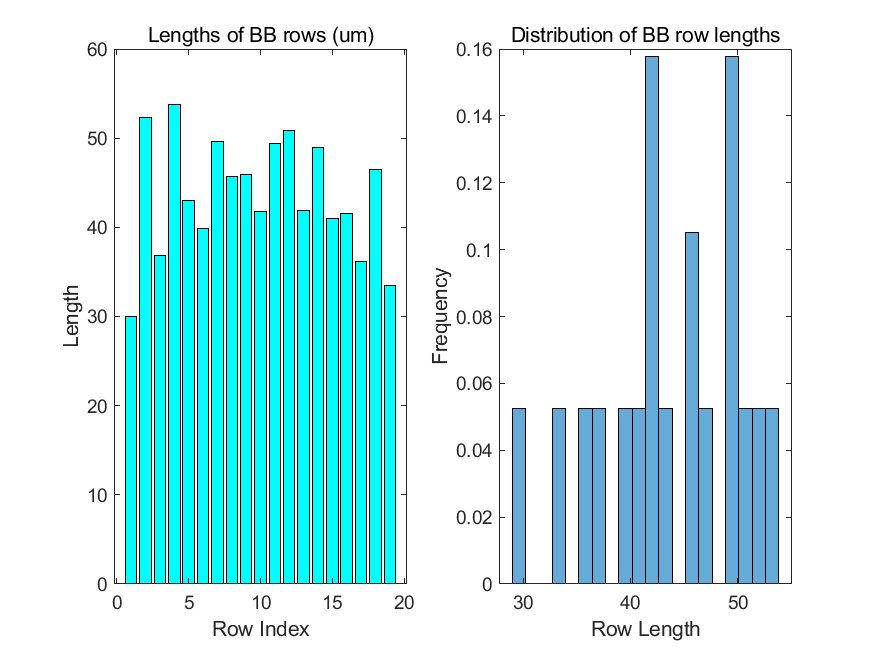 Lengths of BB rows (um)
60
50
40
30
20
10
0
Length
0 5 10 15 20
Row Index
Distribution of BB row lengths
0.16
0.14
0.12
0.1
0.08
0.06
0.04
0.02
0
Frequency
30 40 50
Row Length